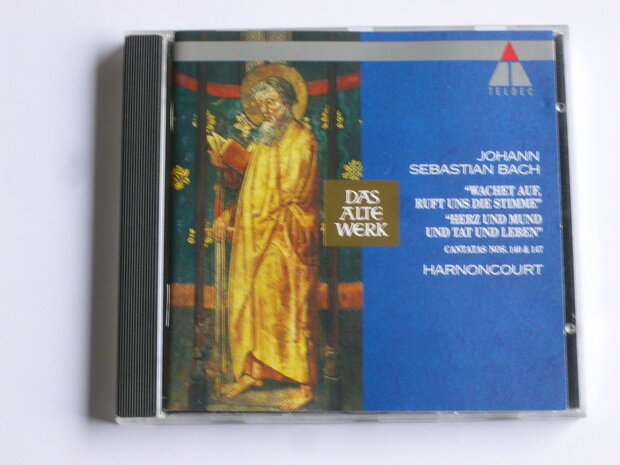 TELDEC
JOHANN
SEBASTIAN BACH
"WACHET AUF,
RUFT UNS DIE STIMME"
"HERZ UND MUND
UND TAT UND LEBEN"
CANTATAS NOS. 140 & 147
HARNONCOURT
DAS
ALTE
WERK